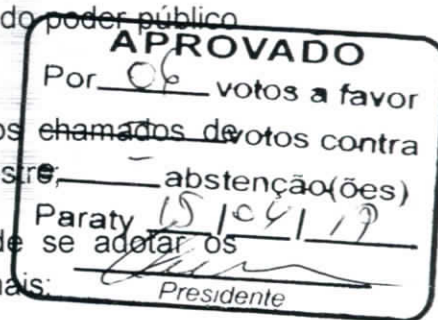 do poder público
APROVADO
Por 06 votos a favor
os chamados de votos contra
stre; - abstenção(ões)
Paraty 15/04/19
de se adotar os
Presidente
nais: